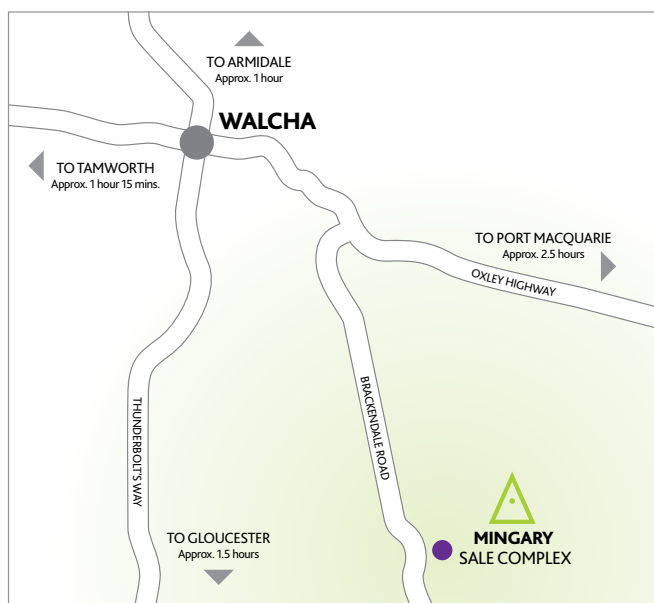 TO ARMIDALE
Approx. 1 hour
WALCHA
TO TAMWORTH
Approx. 1 hour 15 mins.
TO PORT MACQUARIE
Approx. 2.5 hours
OXLEY HIGHWAY
THUNDERBOLT'S WAY
BRACKENDALE ROAD
TO GLOUCESTER
Approx. 1.5 hours
MINGARY
SALE COMPLEX